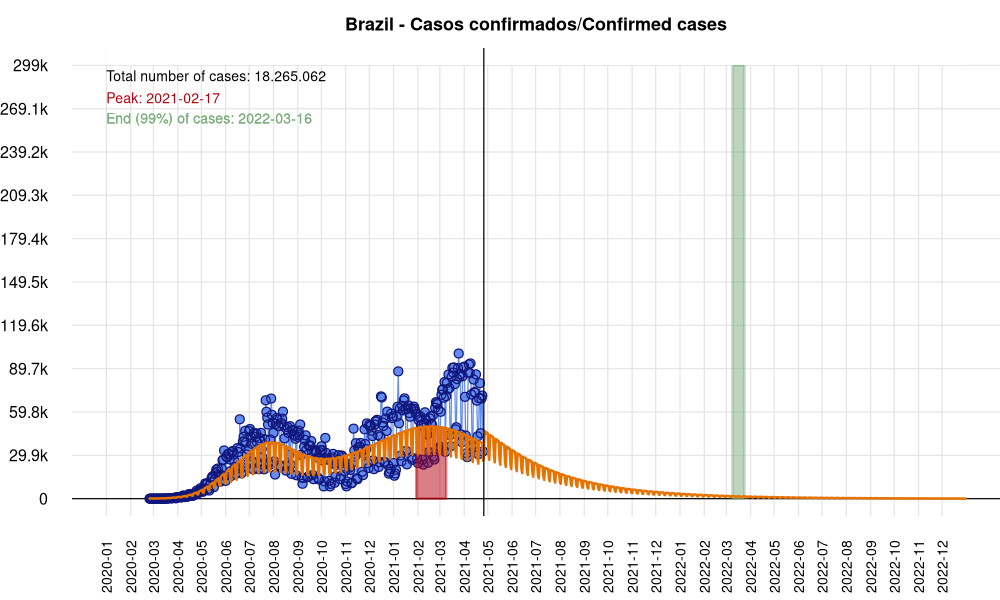 Brazil - Casos confirmados/Confirmed cases
299k
269.1k
239.2k
209.3k
179.4k
149.5k
119.6k
89.7k
59.8k
29.9k
0
Total number of cases: 18.265.062
Peak: 2021-02-17
End (99%) of cases: 2022-03-16
2020-01
2020-02
2020-03
2020-04
2020-05
2020-06
2020-07
2020-08
2020-09
2020-10
2020-11
2020-12
2021-01
2021-02
2021-03
2021-04
2021-05
2021-06
2021-07
2021-08
2021-09
2021-10
2021-11
2021-12
2022-01
2022-02
2022-03
2022-04
2022-05
2022-06
2022-07
2022-08
2022-09
2022-10
2022-11
2022-12